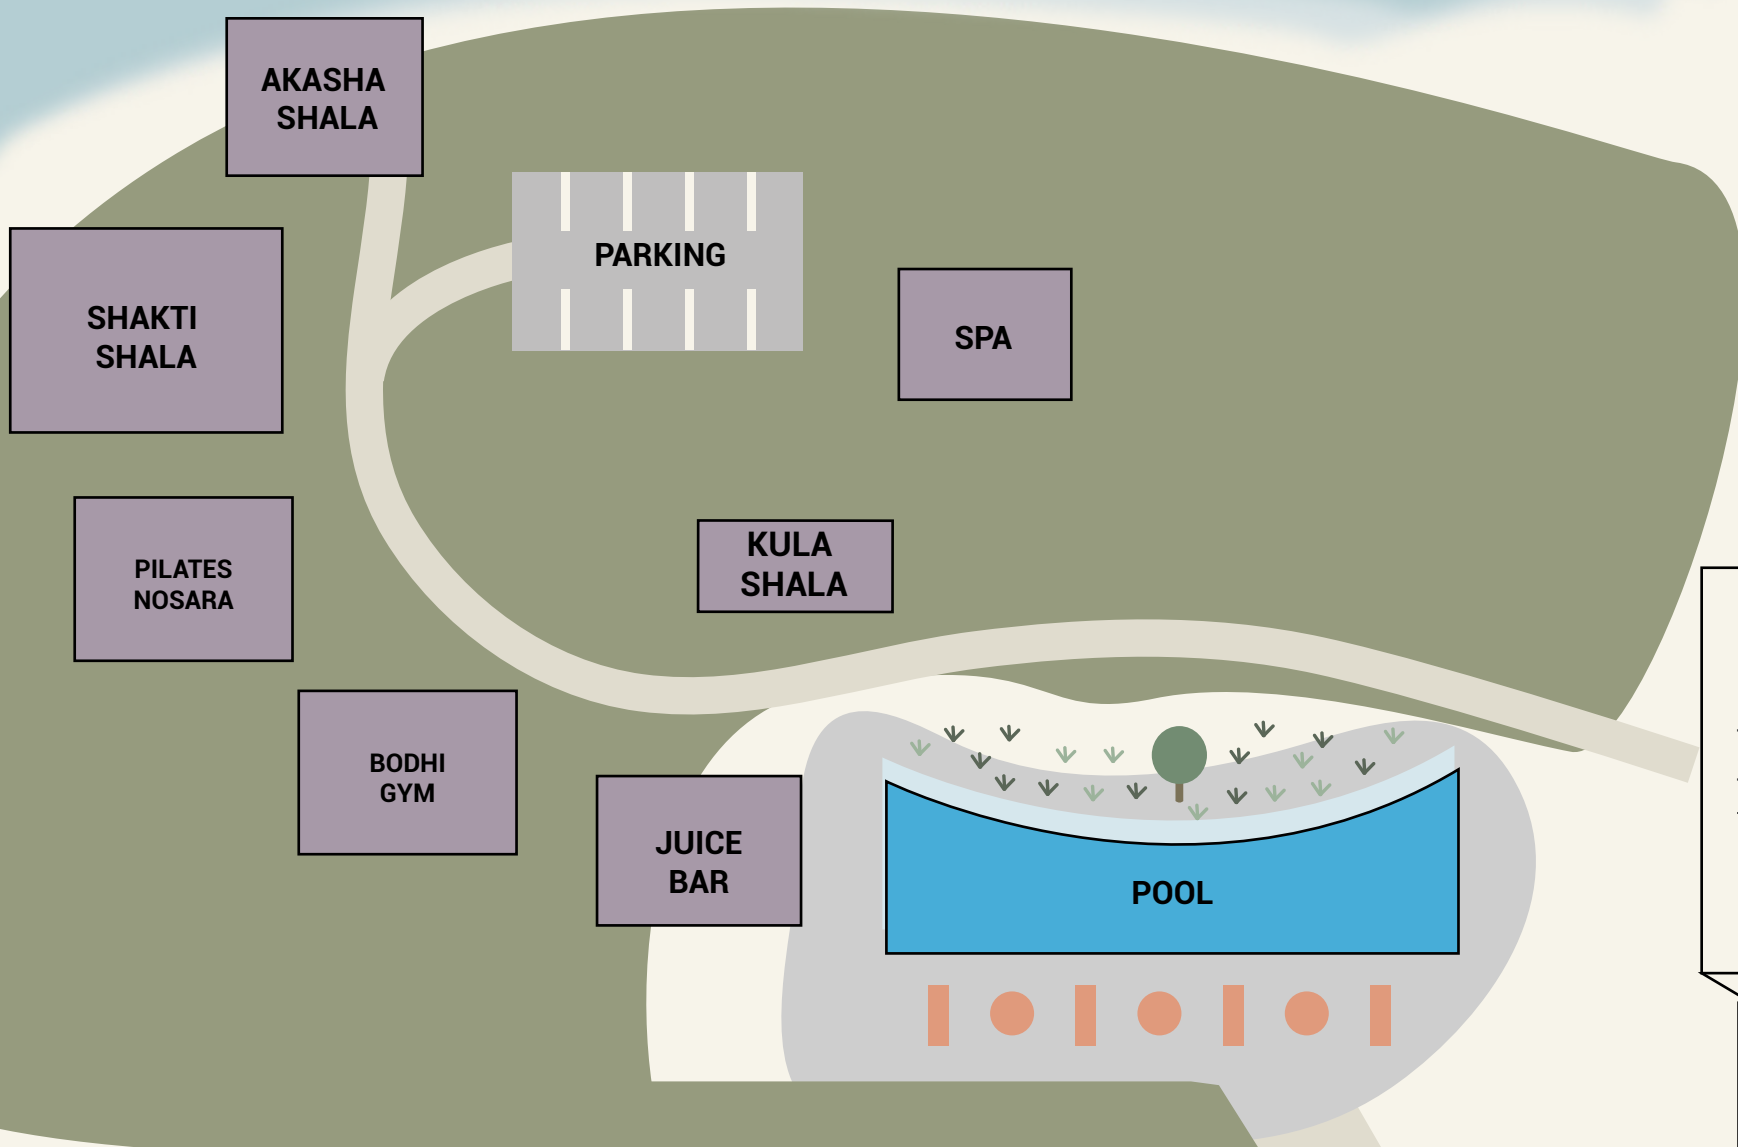 AKASHA
SHALA
PARKING
SHAKTI
SHALA
SPA
KULA
SHALA
PILATES
NOSARA
BODHI
GYM
JUICE
BAR
POOL